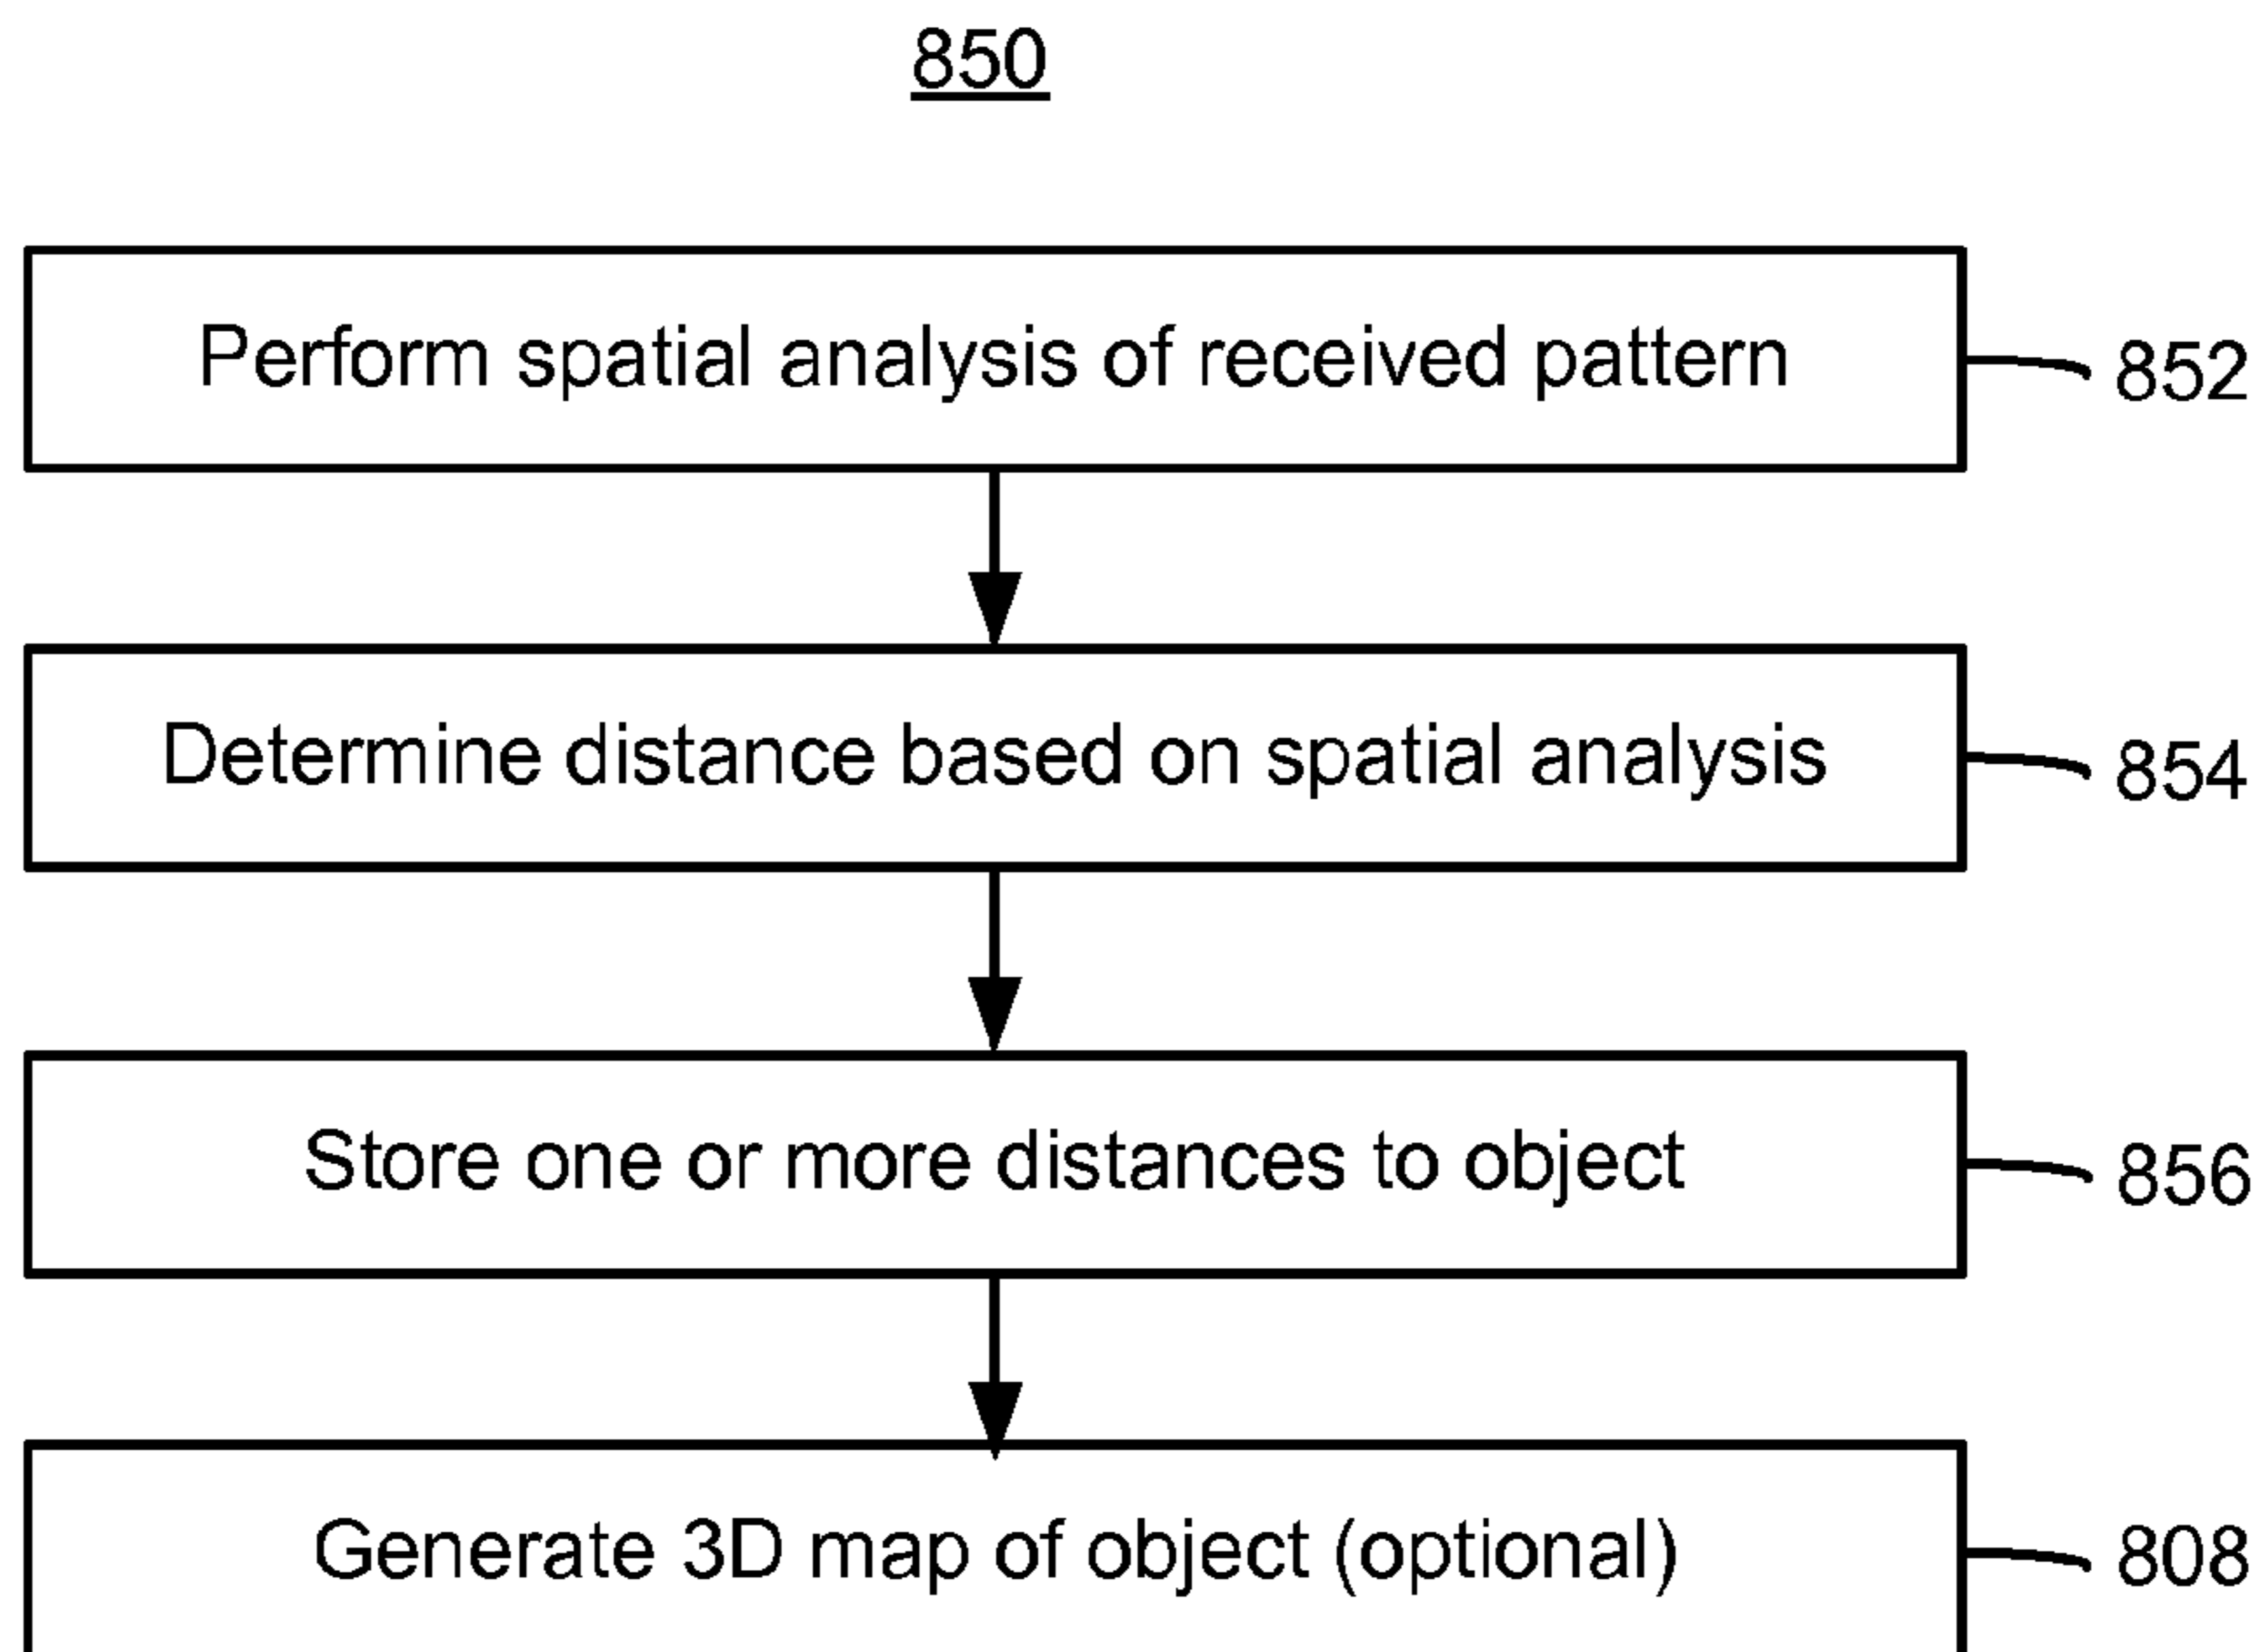 850
Perform spatial analysis of received pattern
852
Determine distance based on spatial analysis
854
Store one or more distances to object
856
Generate 3D map of object (optional)
808